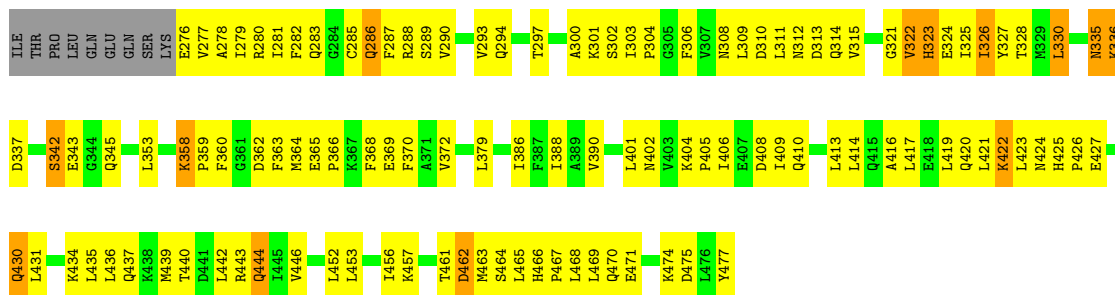 ILE THR PRO LEU GLN GLU GLN SER LYS E276 V277 A278 I279 R280 I281 F282 Q283 G284 C285 Q286 F287 R288 S289 V290 V293 Q294 T297 A300 K301 S302 I303 P304 G305 F306 V307 N308 L309 D310 L311 N312 D313 Q314 V315 G321 V322 H323 E324 I325 I326 Y327 T328 M329 L330 N335 K336
D337 S342 E343 G344 Q345 L353 K358 P359 F360 G361 D362 F363 M364 E365 P366 K367 F368 E369 F370 A371 V372 L379 I386 F387 I388 A389 V390 L401 N402 V403 K404 P405 I406 E407 D408 I409 Q410 L413 L414 Q415 A416 L417 E418 L419 Q420 L421 K422 L423 N424 H425 P426 E427
Q430 L431 K434 L435 L436 Q437 K438 M439 T440 D441 L442 R443 Q444 I445 V446 L452 L453 I456 K457 T461 D462 M463 S464 L465 H466 P467 L468 L469 Q470 E471 K474 D475 L476 Y477